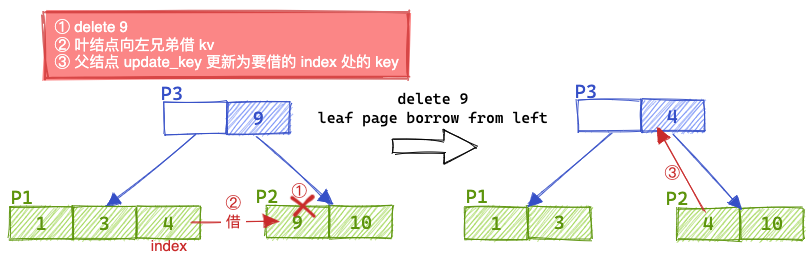 ① delete 9
② 叶结点向左兄弟借 kv
③ 父结点 update_key 更新为要借的 index 处的 key
P3
9
delete 9
leaf page borrow from left
P3
4
P1
1 3 4
index
②
借
P2
①
9 10
P1
1 3
③
P2
4 10